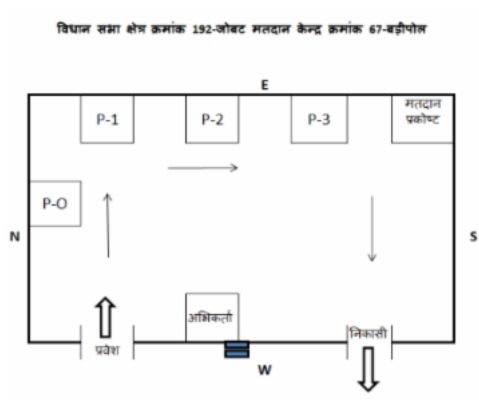 विधान सभा क्षेत्र क्रमांक 192-जोबट मतदान केन्द्र क्रमांक 67-बड़ीपोल
E
P-1
P-2
P-3
मतदान
प्रकोष्ट
P-O
N
S
अभिकर्ता
प्रवेश
निकासी
W